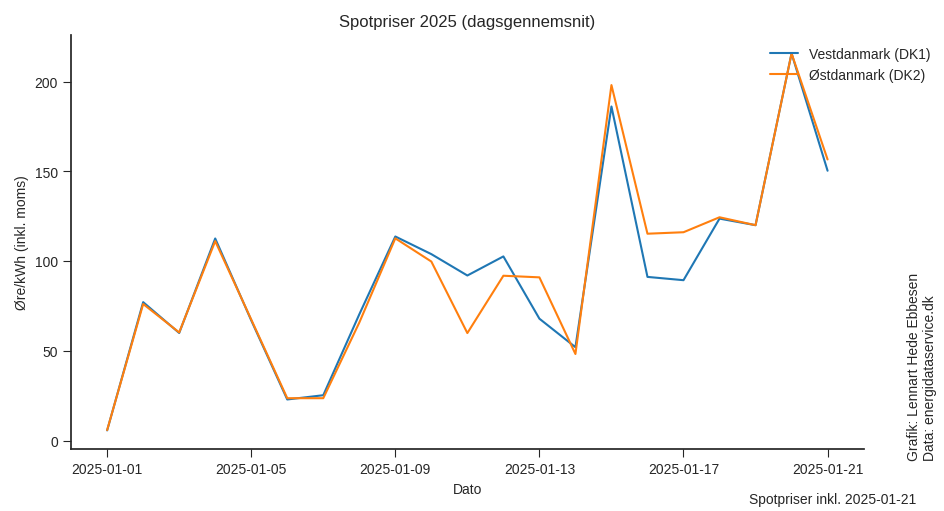 Spotpriser 2025 (dagsgennemsnit)
Vestdanmark (DK1)
Østdanmark (DK2)
Øre/kWh (inkl. moms)
200
150
100
50
0
2025-01-01
2025-01-05
2025-01-09
2025-01-13
2025-01-17
2025-01-21
Dato
Grafik: Lennart Hede Ebbesen
Data: energidataservice.dk
Spotpriser inkl. 2025-01-21